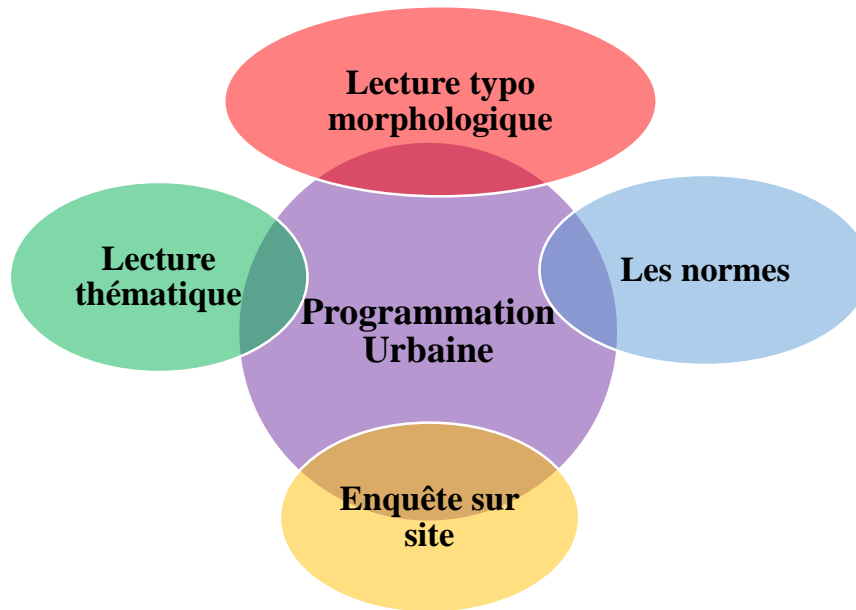 Lecture typo
morphologique
Lecture
thématique
Les normes
Programmation
Urbaine
Enquête sur
site